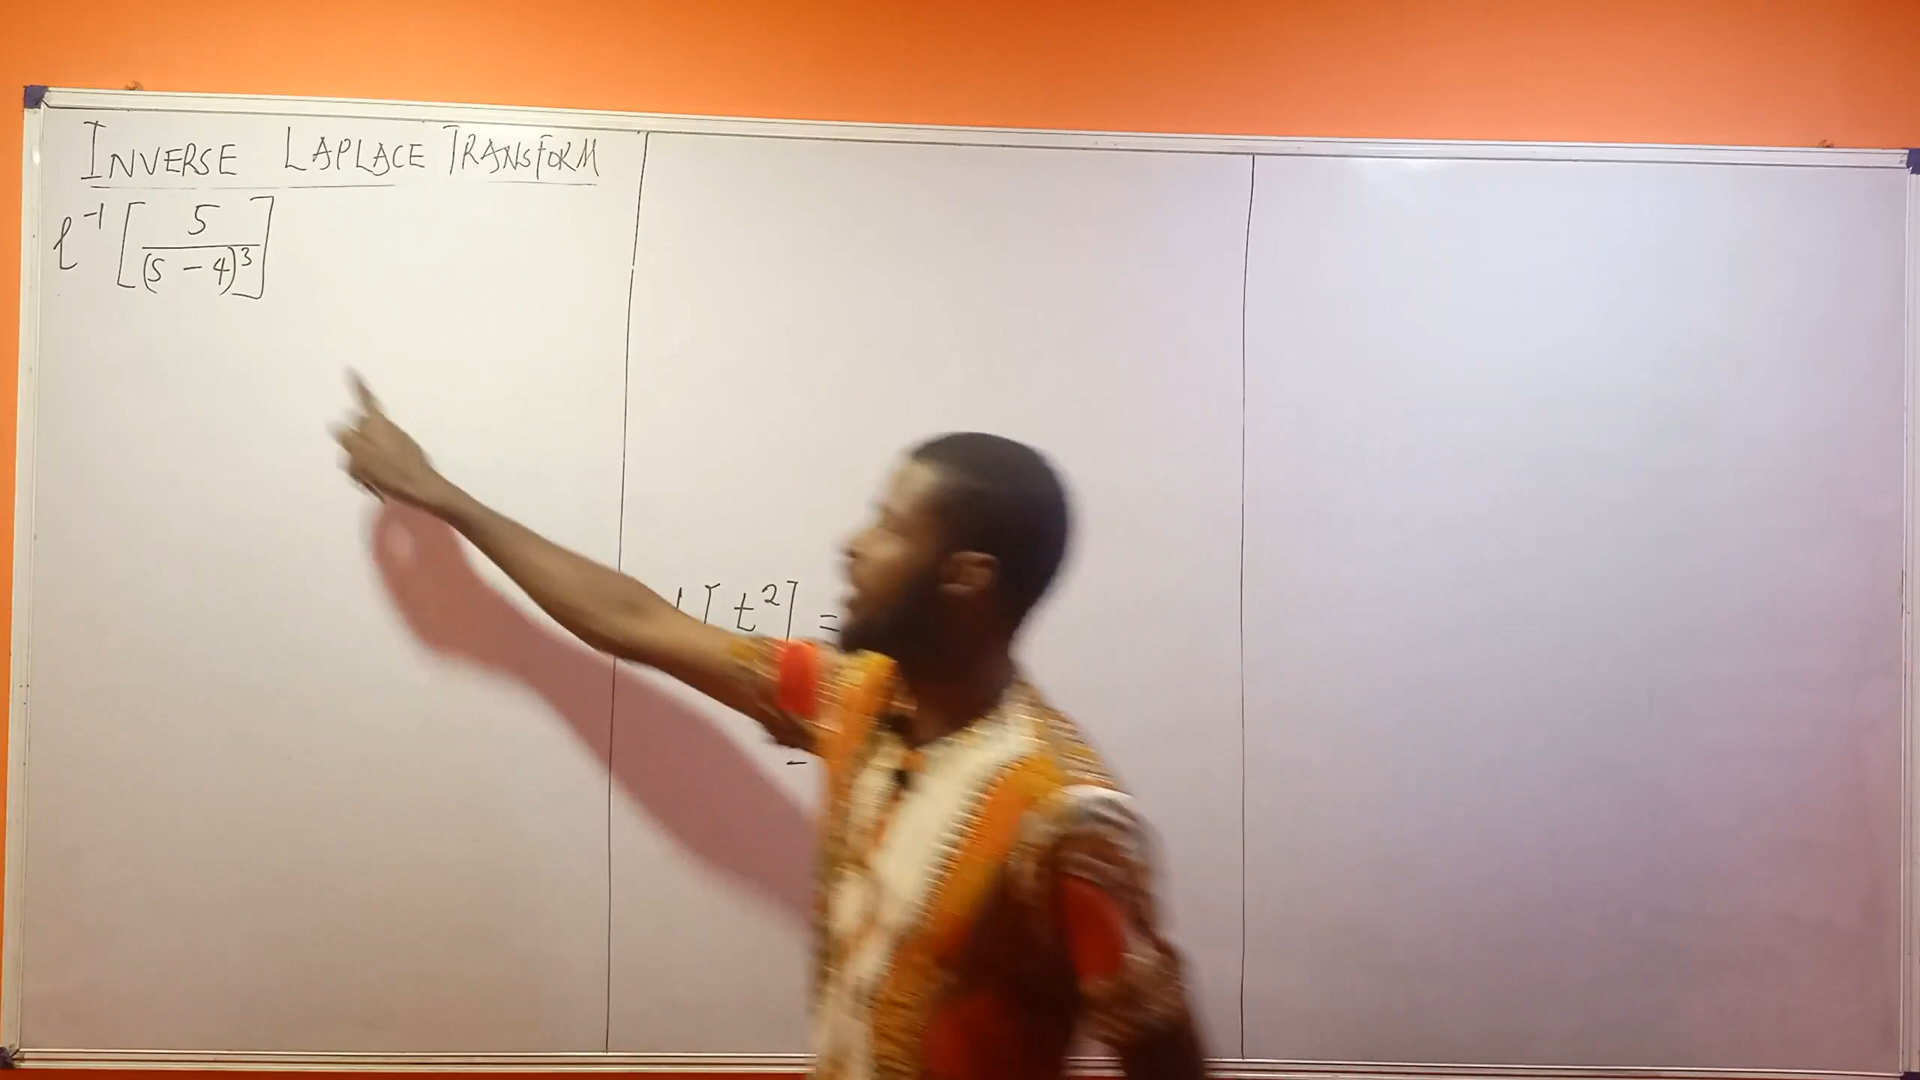 INVERSE LAPLACE TRANSFORM
ℓ⁻¹ [ 5 / (s - 4)³ ]
[ t² ] =